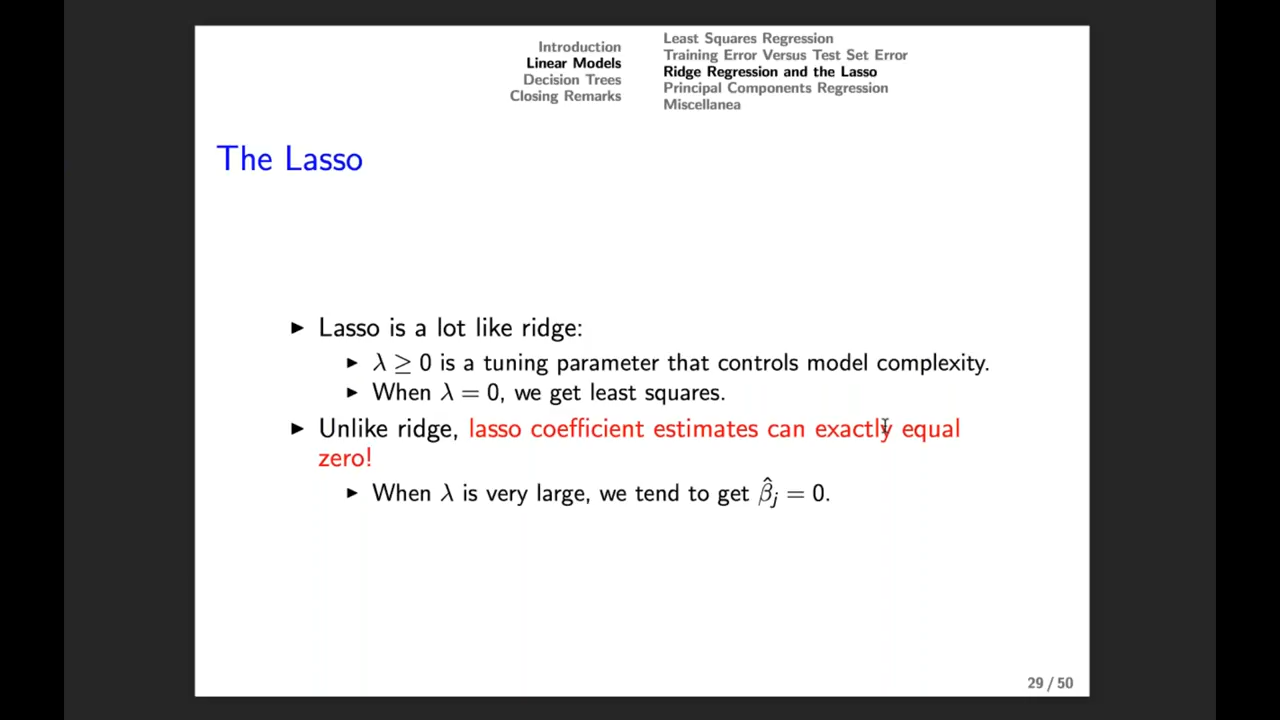 Introduction
Linear Models
Decision Trees
Closing Remarks
Least Squares Regression
Training Error Versus Test Set Error
Ridge Regression and the Lasso
Principal Components Regression
Miscellanea
The Lasso
▶ Lasso is a lot like ridge:
▶ λ ≥ 0 is a tuning parameter that controls model complexity.
▶ When λ = 0, we get least squares.
▶ Unlike ridge, lasso coefficient estimates can exactly equal
zero!
▶ When λ is very large, we tend to get β̂ⱼ = 0.
29 / 50